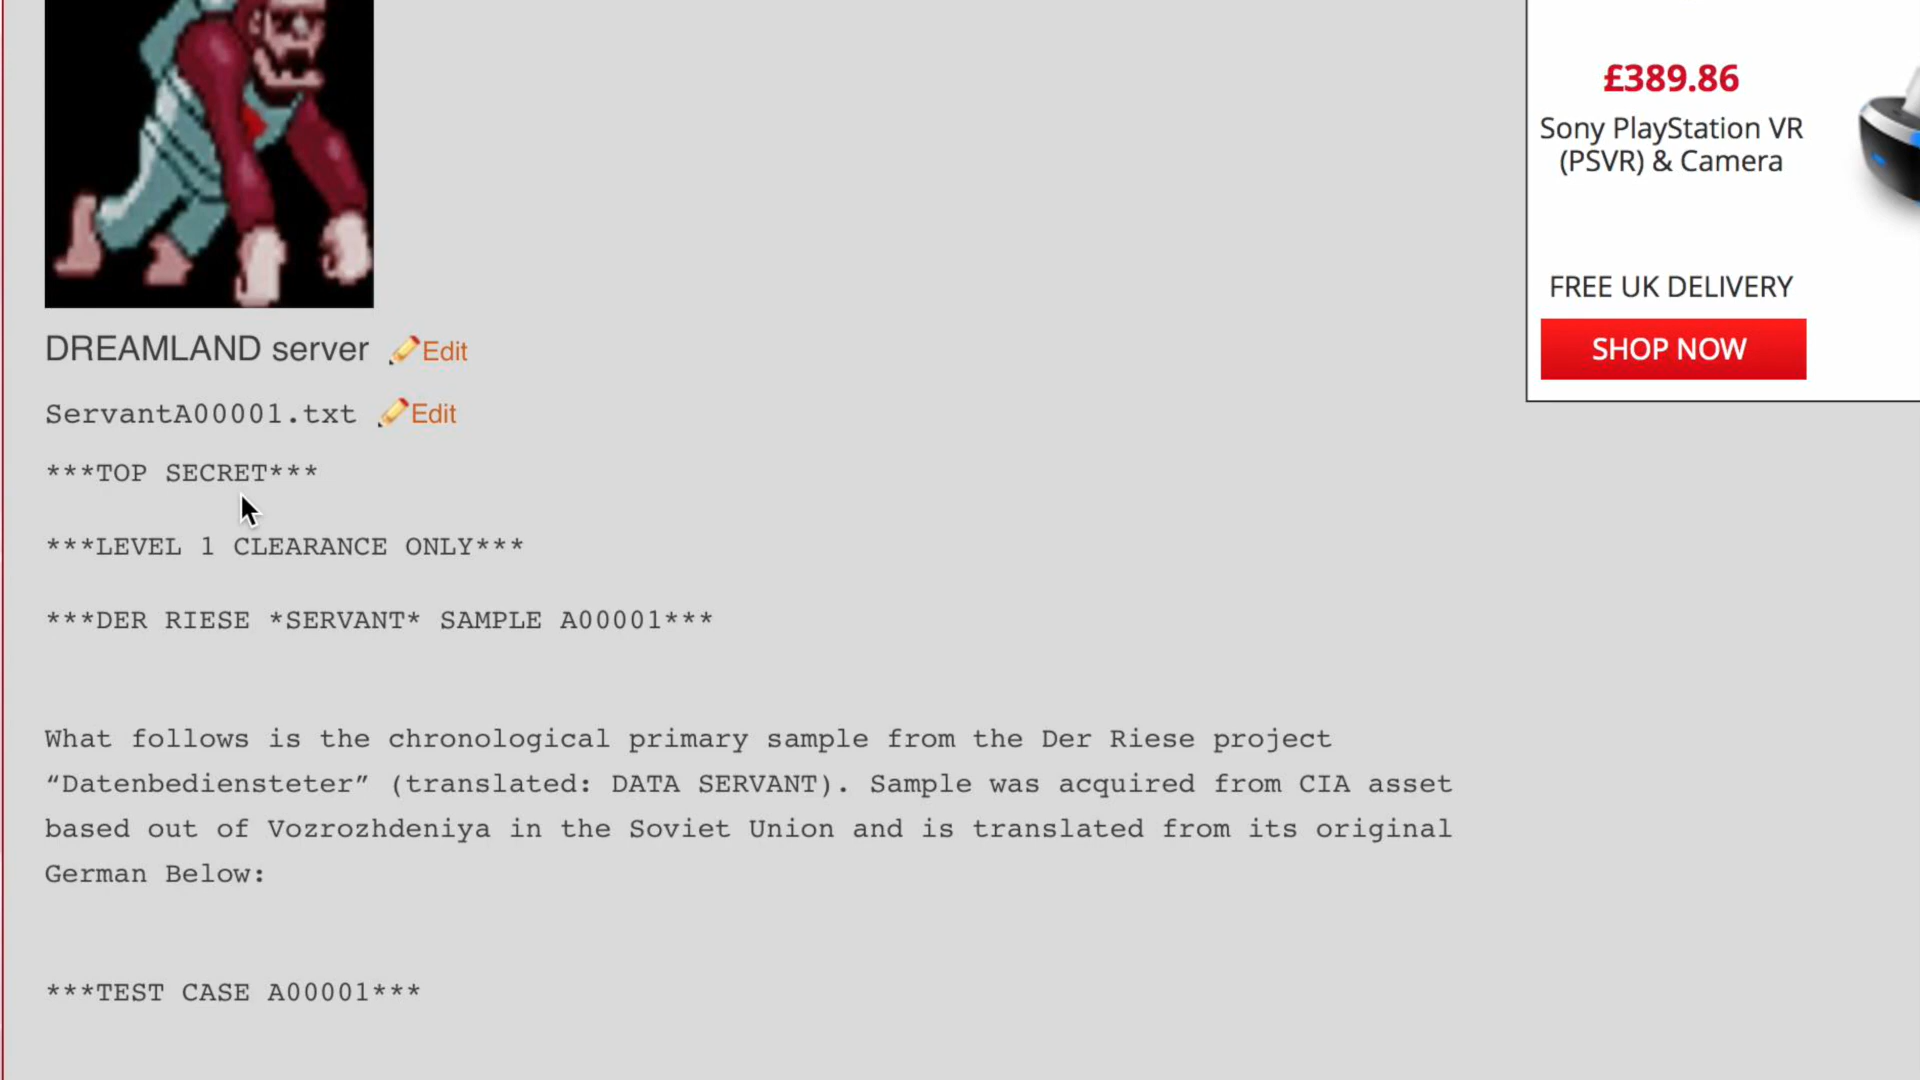 DREAMLAND server Edit
ServantA00001.txt Edit
***TOP SECRET***
***LEVEL 1 CLEARANCE ONLY***
***DER RIESE *SERVANT* SAMPLE A00001***
What follows is the chronological primary sample from the Der Riese project
“Datenbediensteter” (translated: DATA SERVANT). Sample was acquired from CIA asset
based out of Vozrozhdeniya in the Soviet Union and is translated from its original
German Below:
***TEST CASE A00001***
£389.86
Sony PlayStation VR
(PSVR) & Camera
FREE UK DELIVERY
SHOP NOW